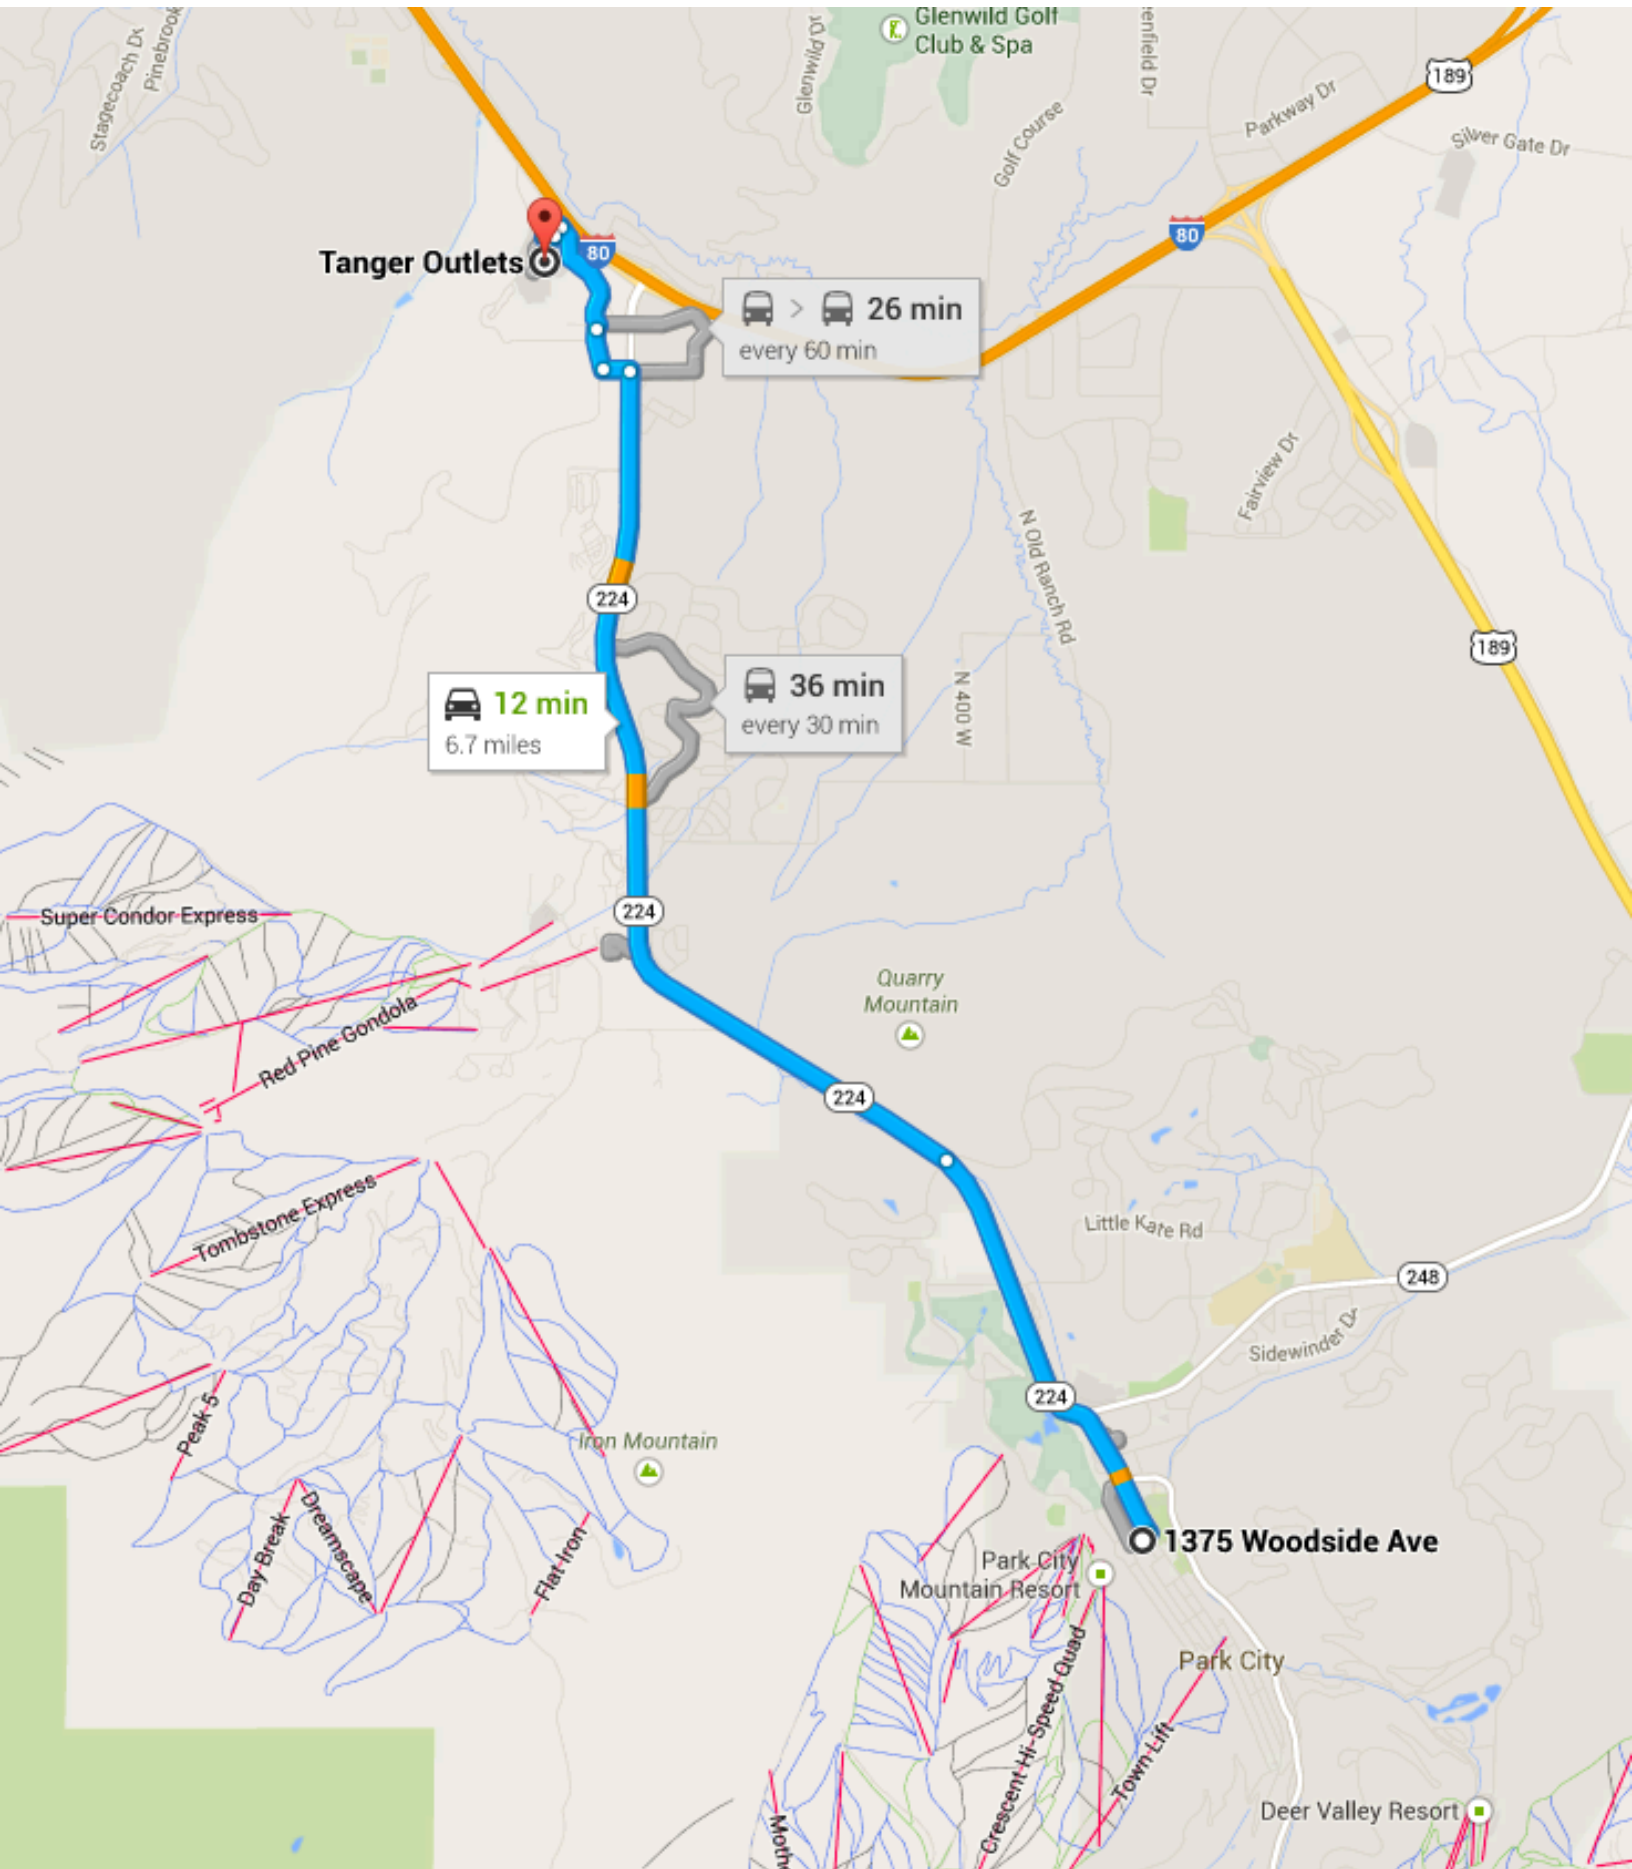 Glenwild Golf
Club & Spa
Stagecoach Dr
Pinebrook
Glenwild Dr
enfield Dr
189
Parkway Dr
Silver Gate Dr
Golf Course
80
Tanger Outlets
80
26 min
every 60 min
Fairview Dr
N Old Ranch Rd
224
189
36 min
every 30 min
N 400 W
12 min
6.7 miles
Super Condor Express
224
Quarry
Mountain
Red Pine Gondola
224
Tombstone Express
Little Kate Rd
248
Sidewinder Dr
224
Peak 5
Iron Mountain
Day Break
Dreamscape
Flat Iron
1375 Woodside Ave
Park City
Mountain Resort
Park City
Crescent Hi-Speed Quad
Town Lift
Deer Valley Resort
Mothe